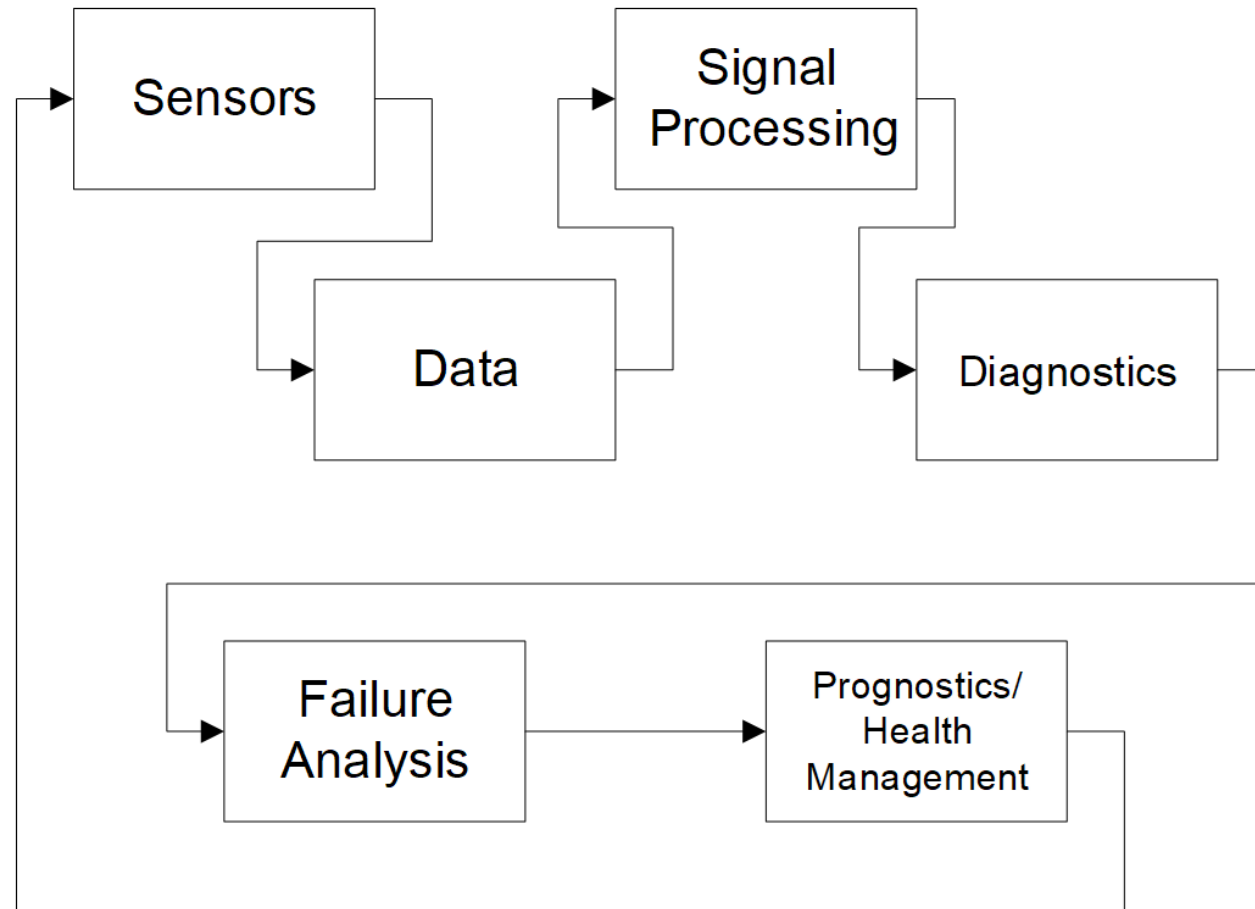 Sensors
Signal
Processing
Data
Diagnostics
Failure
Analysis
Prognostics/
Health
Management